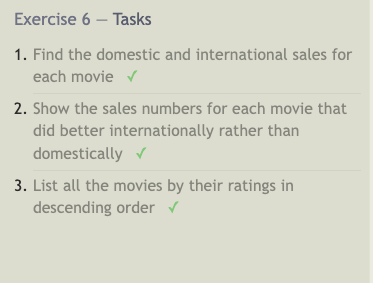 Exercise 6 — Tasks
1. Find the domestic and international sales for
each movie ✓
2. Show the sales numbers for each movie that
did better internationally rather than
domestically ✓
3. List all the movies by their ratings in
descending order ✓